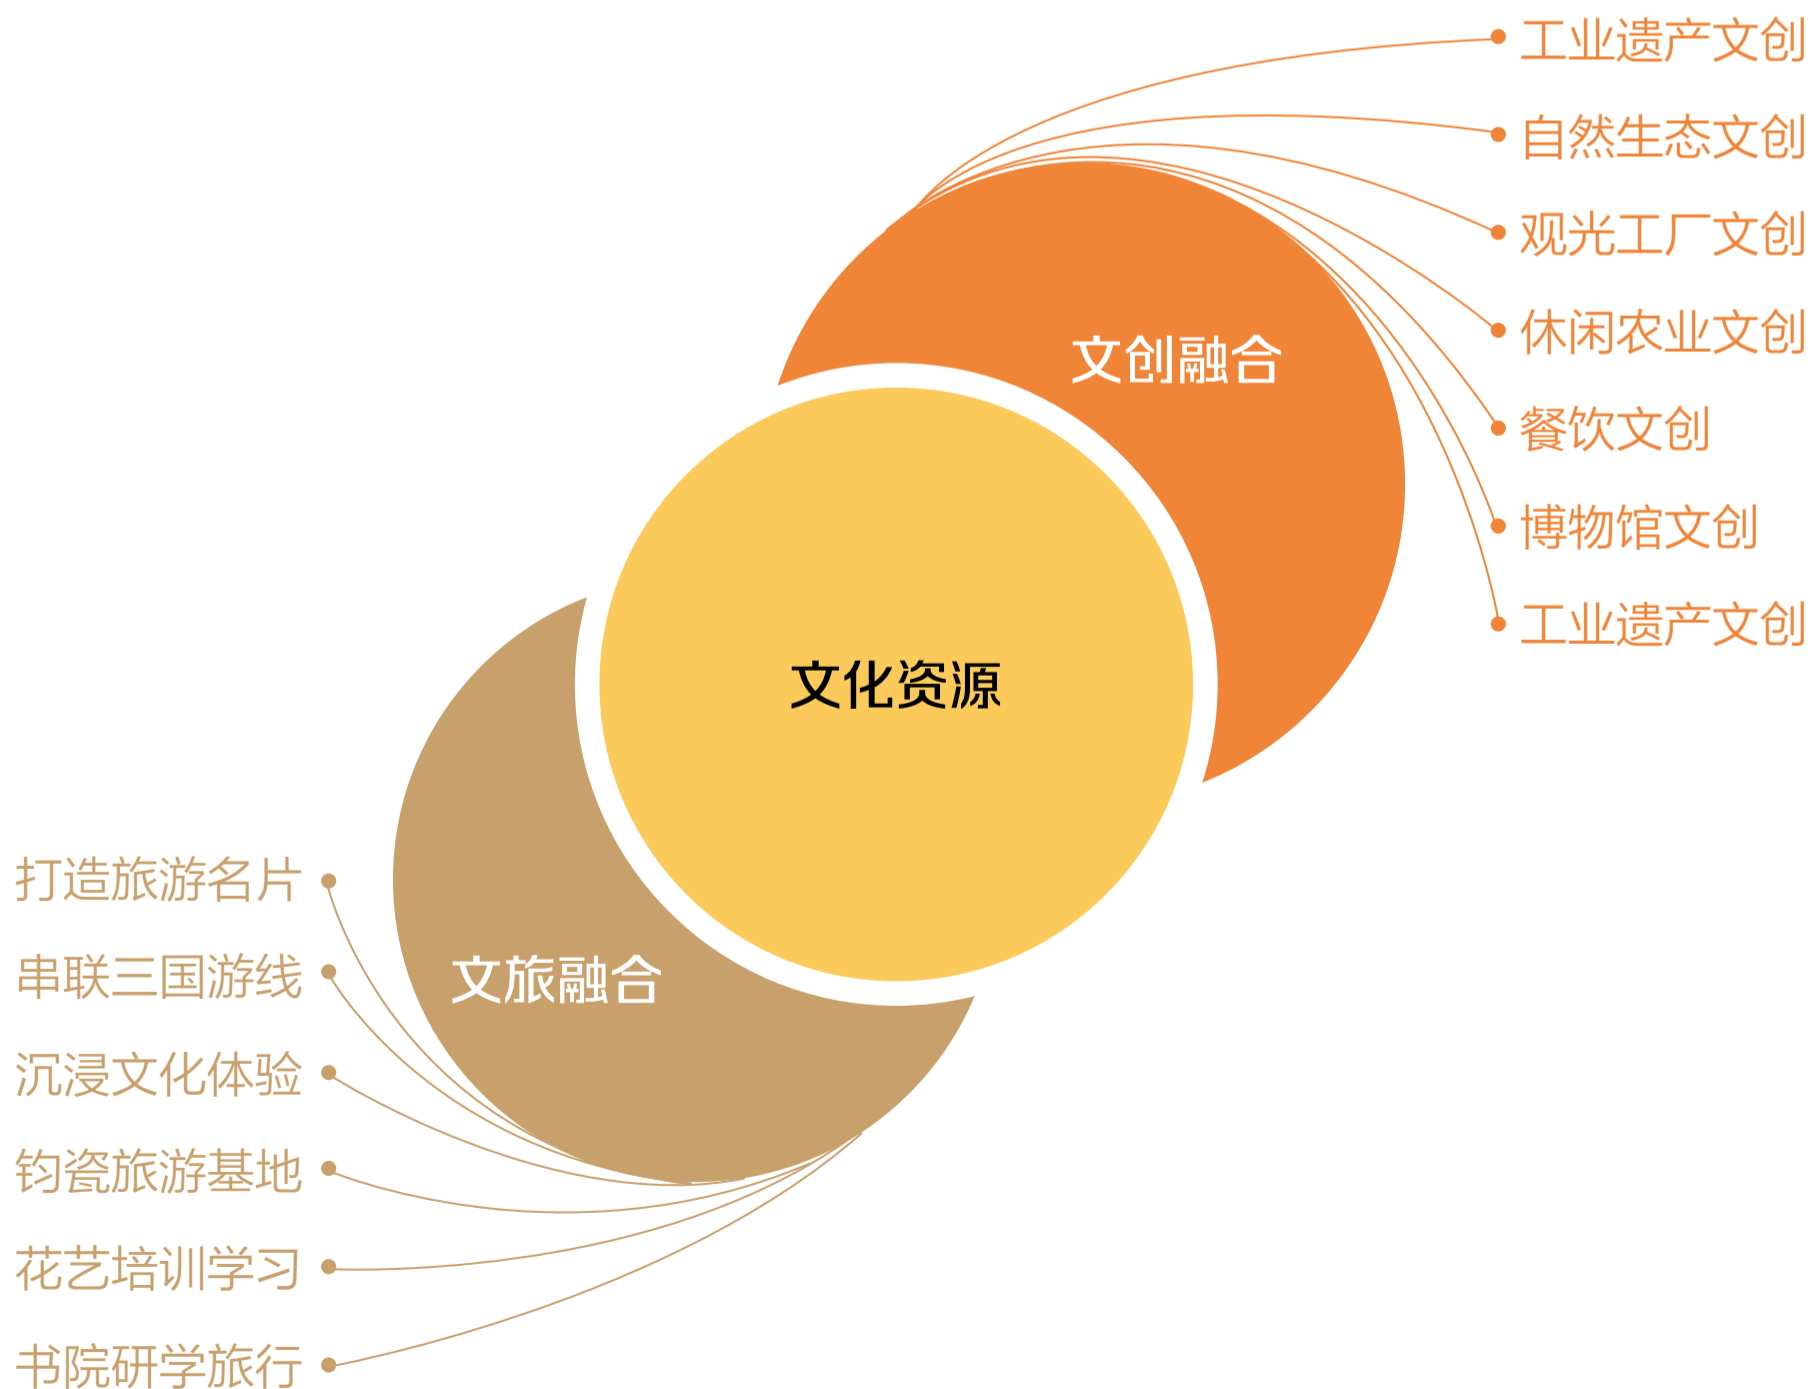 工业遗产文创
自然生态文创
观光工厂文创
休闲农业文创
餐饮文创
博物馆文创
工业遗产文创
文创融合
文化资源
文旅融合
打造旅游名片
串联三国游线
沉浸文化体验
钧瓷旅游基地
花艺培训学习
书院研学旅行